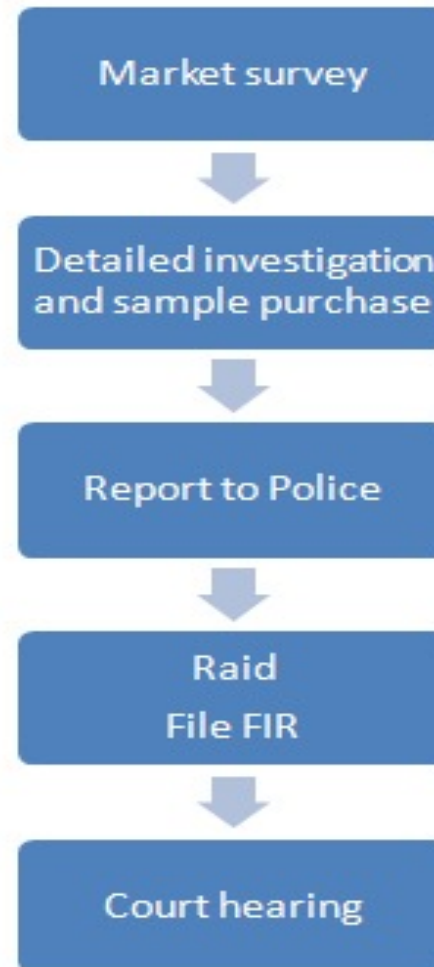 Market survey
Detailed investigation
and sample purchase
Report to Police
Raid
File FIR
Court hearing